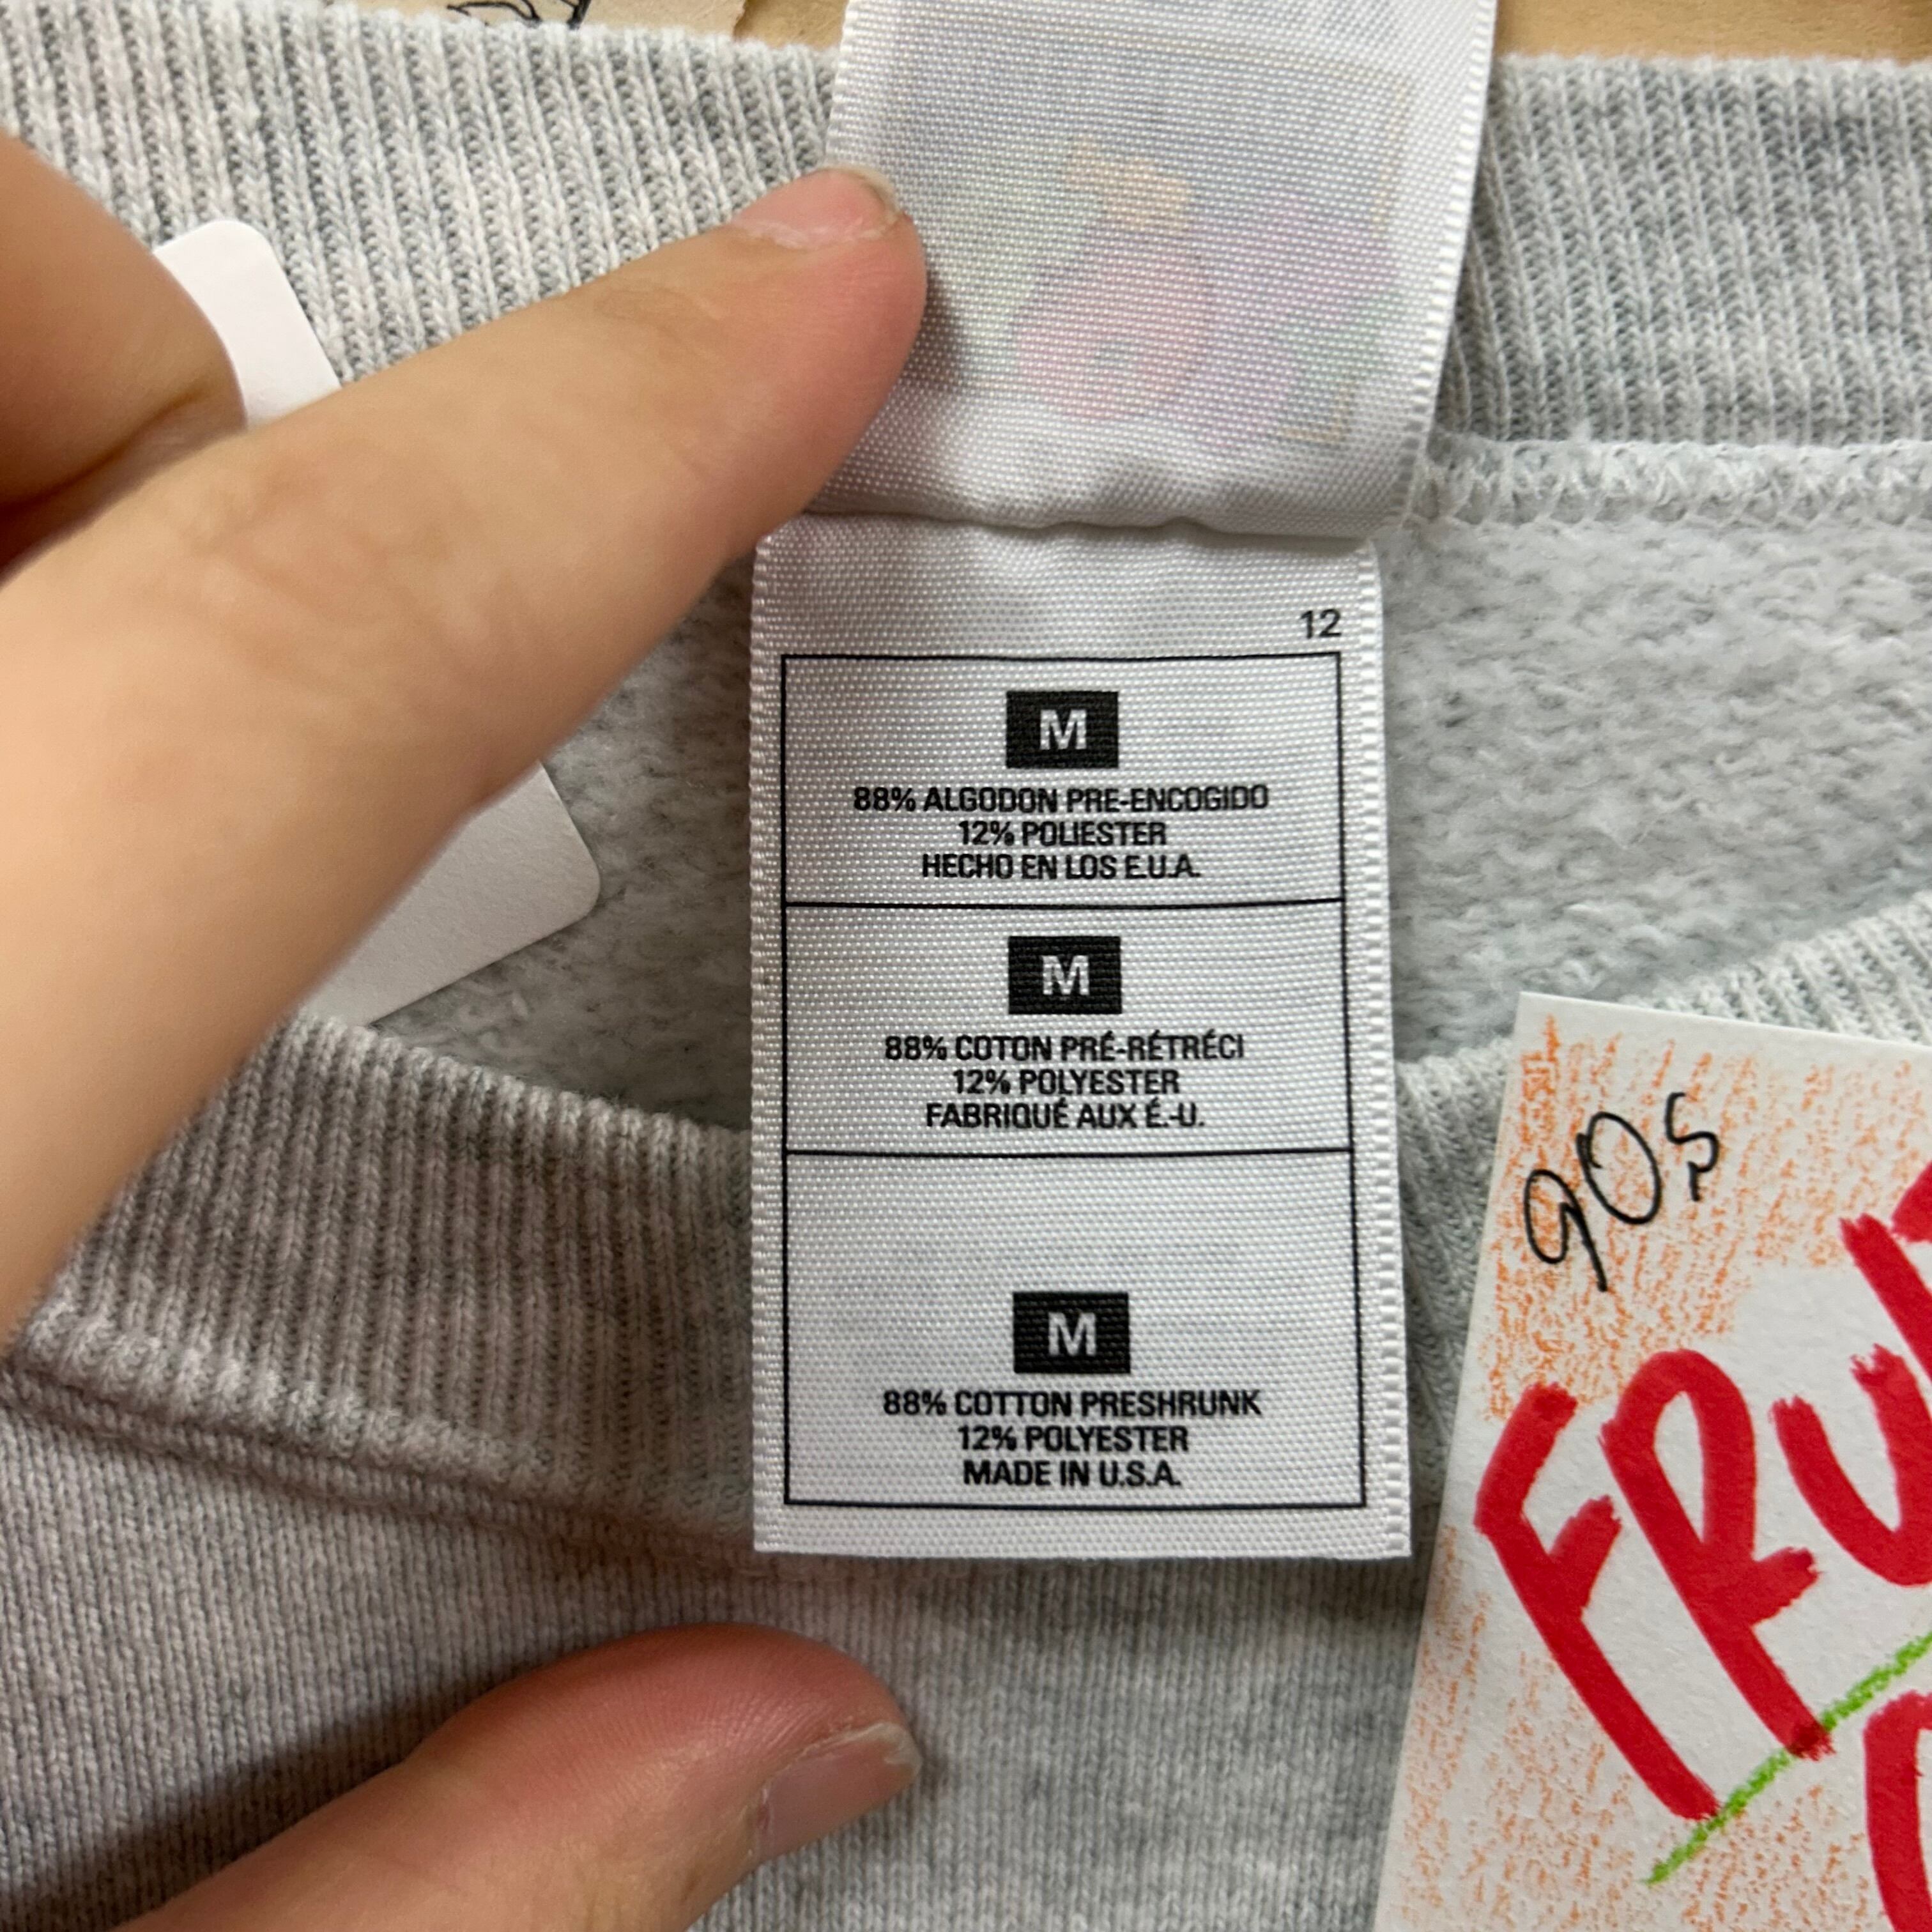 12
M
88% ALGODON PRE-ENCOGIDO
12% POLIESTER
HECHO EN LOS E.U.A.
M
88% COTON PRÉ-RÉTRÉCI
12% POLYESTER
FABRIQUÉ AUX É.-U.
M
88% COTTON PRESHRUNK
12% POLYESTER
MADE IN U.S.A.
90s